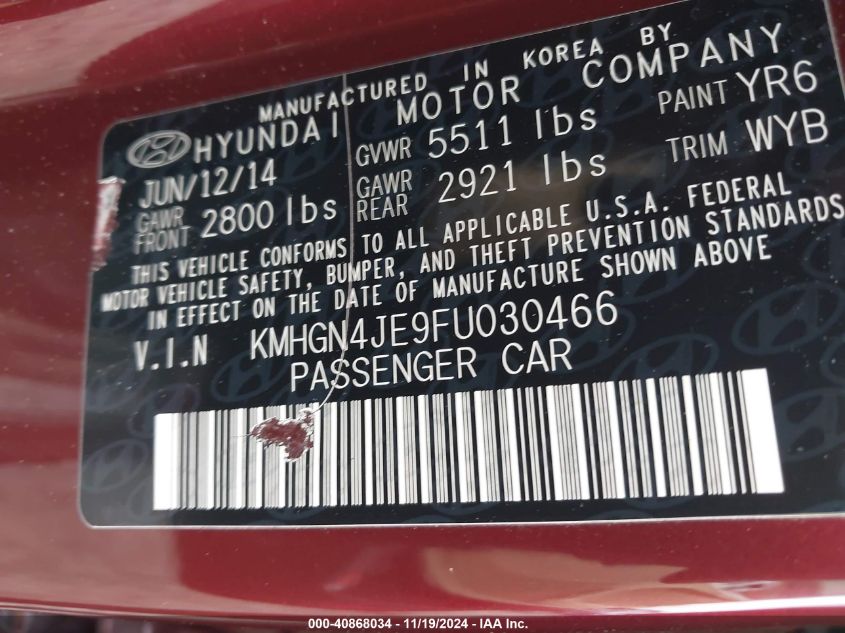 MANUFACTURED IN KOREA BY
HYUNDAI MOTOR COMPANY
JUN/12/14 GVWR 5511 lbs PAINT YR6
GAWR FRONT 2800 lbs GAWR REAR 2921 lbs TRIM WYB
THIS VEHICLE CONFORMS TO ALL APPLICABLE U.S.A. FEDERAL
MOTOR VEHICLE SAFETY, BUMPER, AND THEFT PREVENTION STANDARDS
IN EFFECT ON THE DATE OF MANUFACTURE SHOWN ABOVE
V.I.N KMHGN4JE9FU030466
PASSENGER CAR
000-40868034 - 11/19/2024 - IAA Inc.